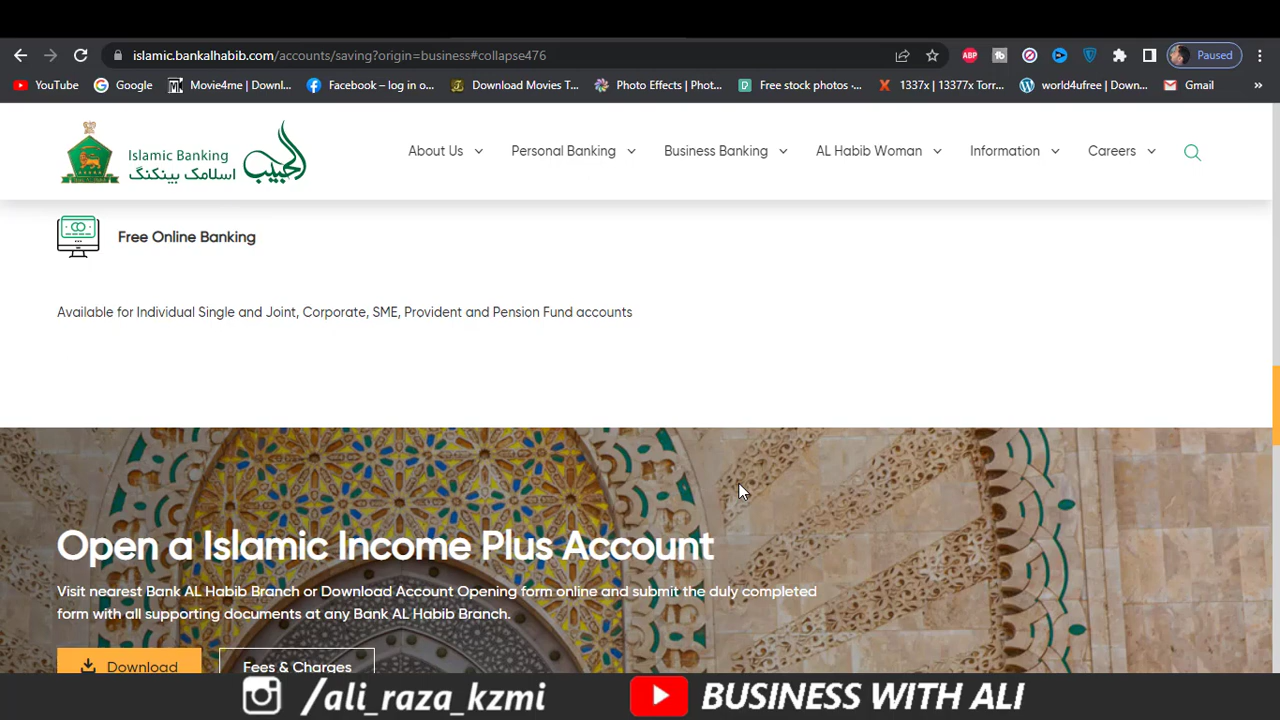 islamic.bankalhabib.com/accounts/saving?origin=business#collapse476
ABP
Paused
YouTube
Google
Movie4me | Downl...
Facebook – log in o...
Download Movies T...
Photo Effects | Phot...
Free stock photos ·...
1337x | 13377x Torr...
world4ufree | Down...
Gmail
»
Islamic Banking
اسلامک بینکنگ
الحبیب
About Us
Personal Banking
Business Banking
AL Habib Woman
Information
Careers
Free Online Banking
Available for Individual Single and Joint, Corporate, SME, Provident and Pension Fund accounts
Open a Islamic Income Plus Account
Visit nearest Bank AL Habib Branch or Download Account Opening form online and submit the duly completed
form with all supporting documents at any Bank AL Habib Branch.
Download
Fees & Charges
/ali_raza_kzmi
BUSINESS WITH ALI